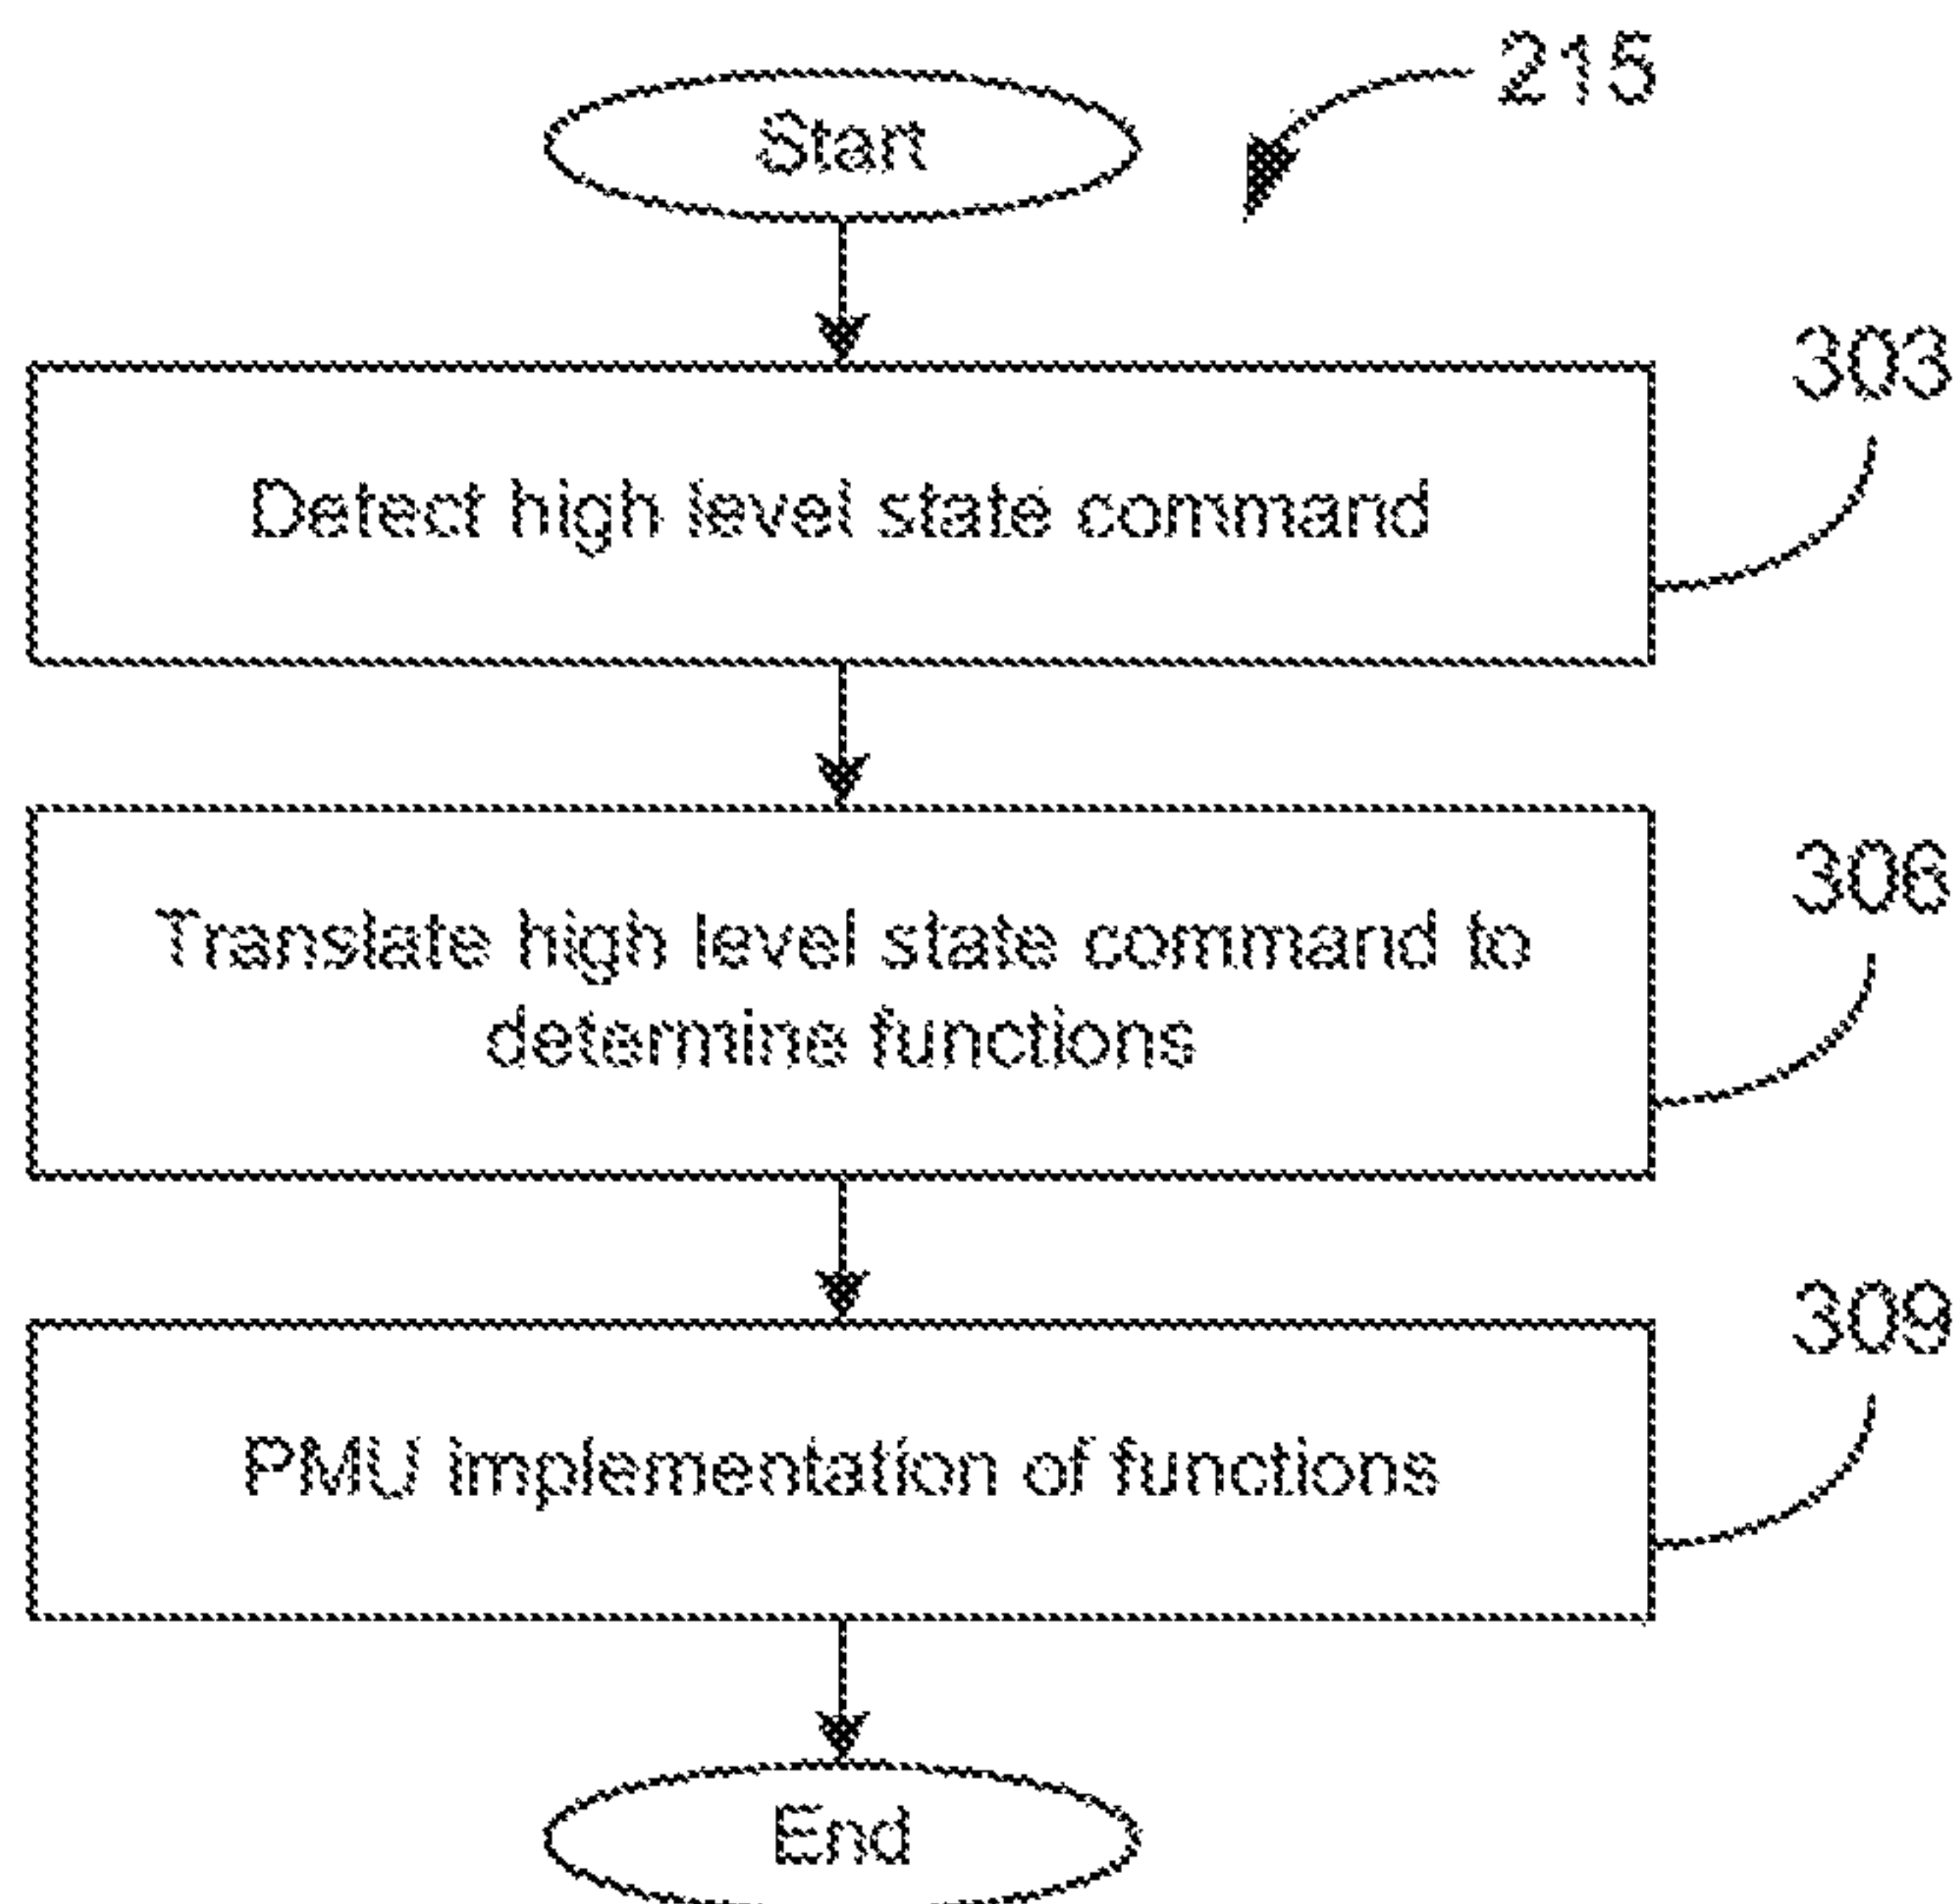 Start
215
303
Detect high level state command
306
Translate high level state command to
determine functions
309
PMU implementation of functions
End